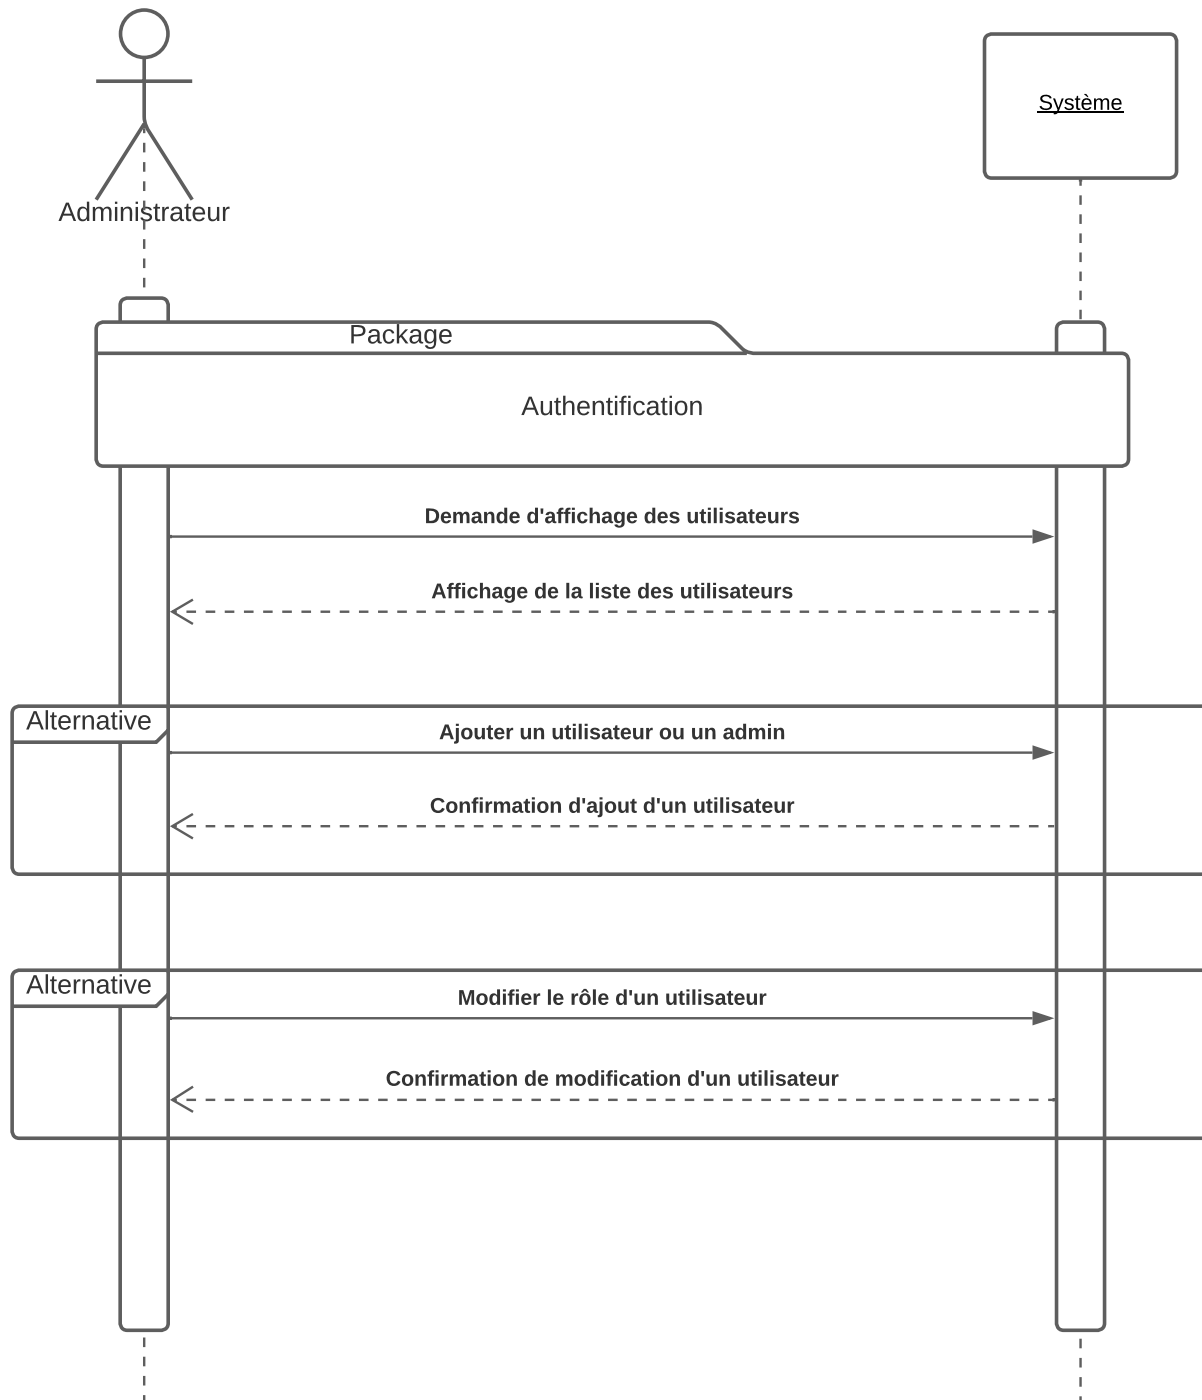 Système
Administrateur
Package
Authentification
Demande d'affichage des utilisateurs
Affichage de la liste des utilisateurs
Alternative
Ajouter un utilisateur ou un admin
Confirmation d'ajout d'un utilisateur
Alternative
Modifier le rôle d'un utilisateur
Confirmation de modification d'un utilisateur